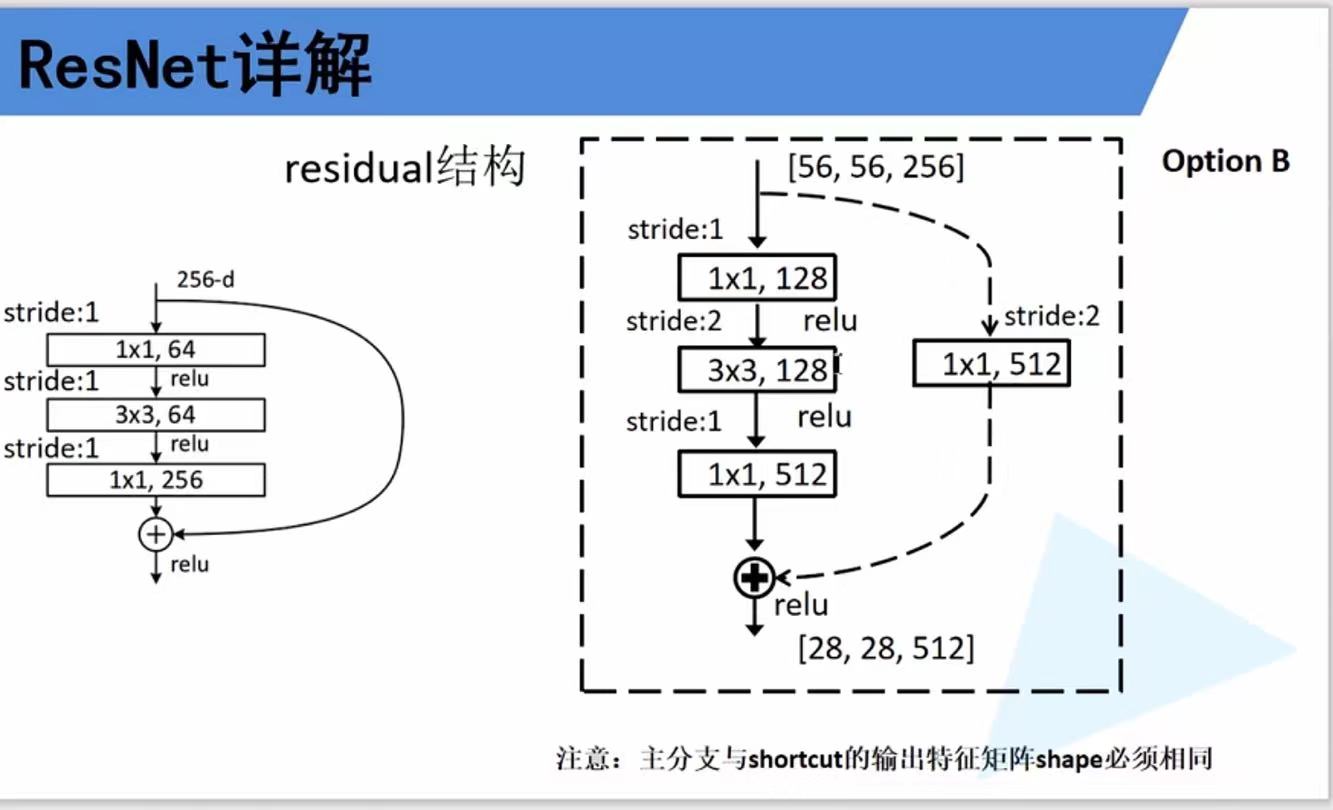 ResNet详解
residual结构
256-d
stride:1
1x1, 64
relu
stride:1
3x3, 64
relu
stride:1
1x1, 256
relu
Option B
[56, 56, 256]
stride:1
1x1, 128
relu
stride:2
3x3, 128
relu
stride:1
1x1, 512
stride:2
1x1, 512
relu
[28, 28, 512]
注意：主分支与shortcut的输出特征矩阵shape必须相同